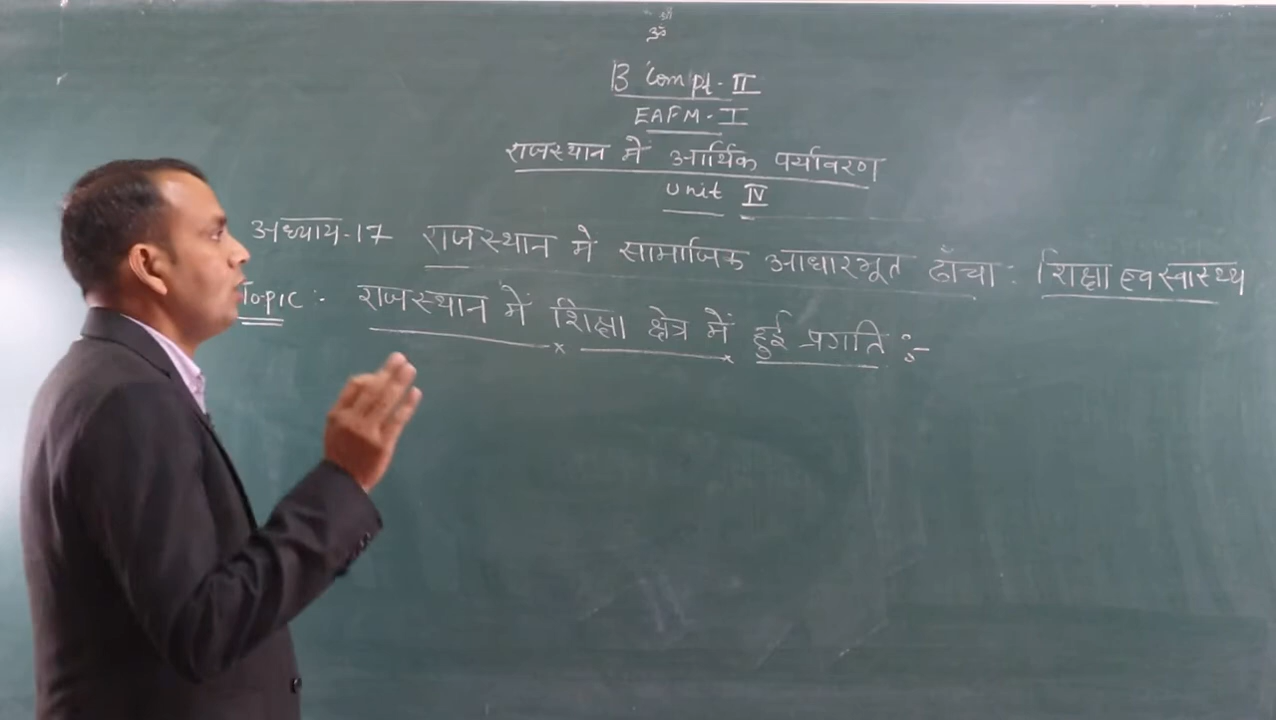 श्री
ॐ
B Com pt-II
EAFM-I
राजस्थान में आर्थिक पर्यावरण
Unit IV
अध्याय-17 राजस्थान मे सामाजिक आधारभूत ढाँचा: शिक्षा एव स्वास्थ्य
Topic :- राजस्थान में शिक्षा क्षेत्र में हुई प्रगति :-